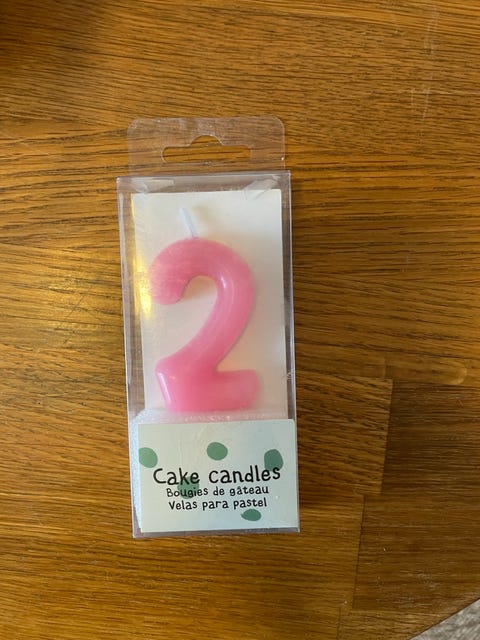 2
Cake candles
Bougies de gâteau
Velas para pastel